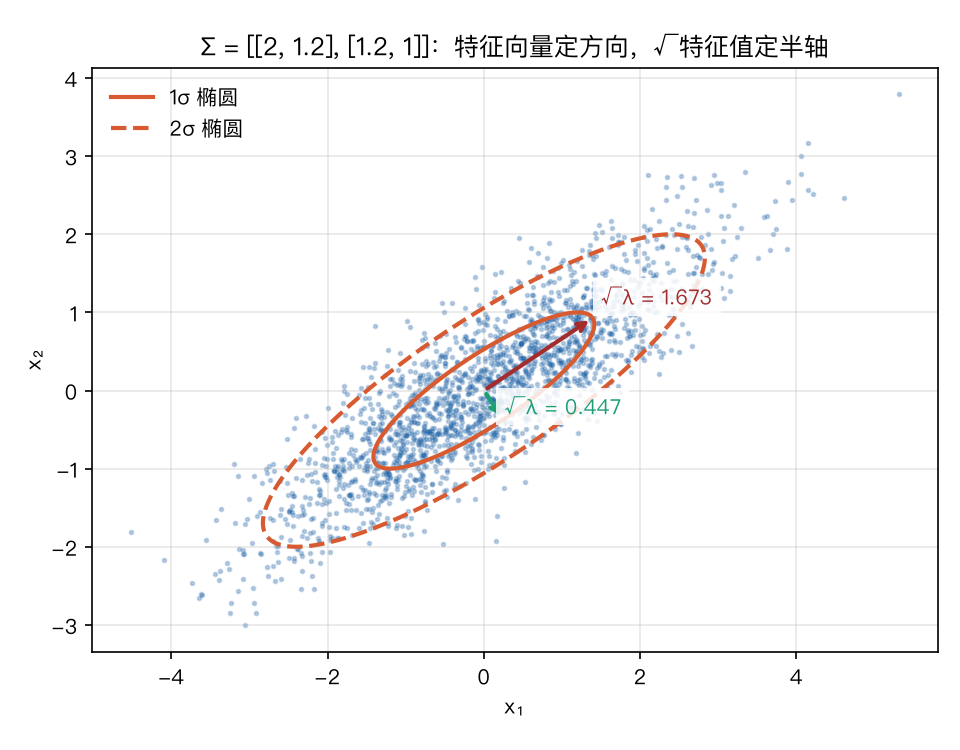 Σ = [[2, 1.2], [1.2, 1]]：特征向量定方向，√特征值定半轴
1σ 椭圆
2σ 椭圆
4
3
2
1
0
−1
−2
−3
x₂
√λ = 1.673
√λ = 0.447
−4
−2
0
2
4
x₁